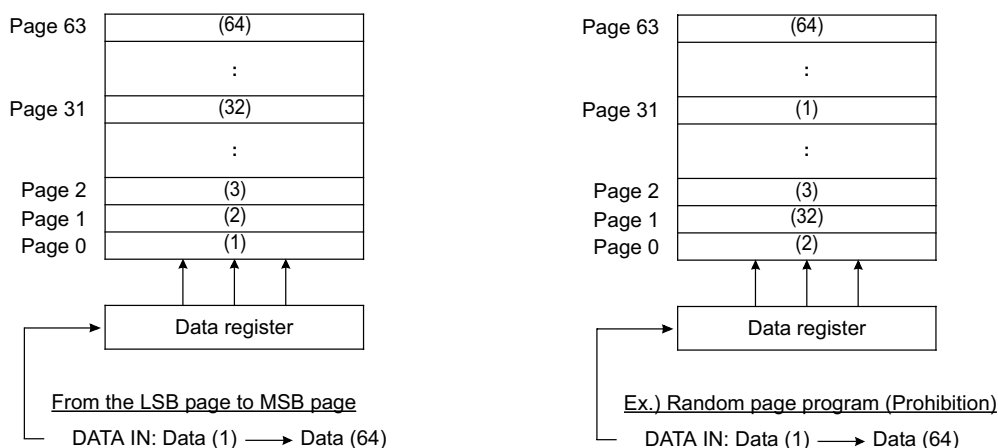 Page 63 (64)
:
Page 31 (32)
:
Page 2 (3)
Page 1 (2)
Page 0 (1)
Data register
From the LSB page to MSB page
DATA IN: Data (1) Data (64)
Page 63 (64)
:
Page 31 (1)
:
Page 2 (3)
Page 1 (32)
Page 0 (2)
Data register
Ex.) Random page program (Prohibition)
DATA IN: Data (1) Data (64)